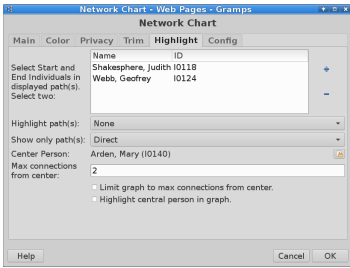 Network Chart - Web Pages - Gramps
Network Chart
Main Color Privacy Trim Highlight Config
Name ID
Select Start and End Individuals in displayed path(s). Select two:
Shakesphere, Judith I0118
Webb, Geofrey I0124
Highlight path(s): None
Show only path(s): Direct
Center Person: Arden, Mary (I0140)
Max connections from center: 2
Limit graph to max connections from center.
Highlight central person in graph.
Help Cancel OK